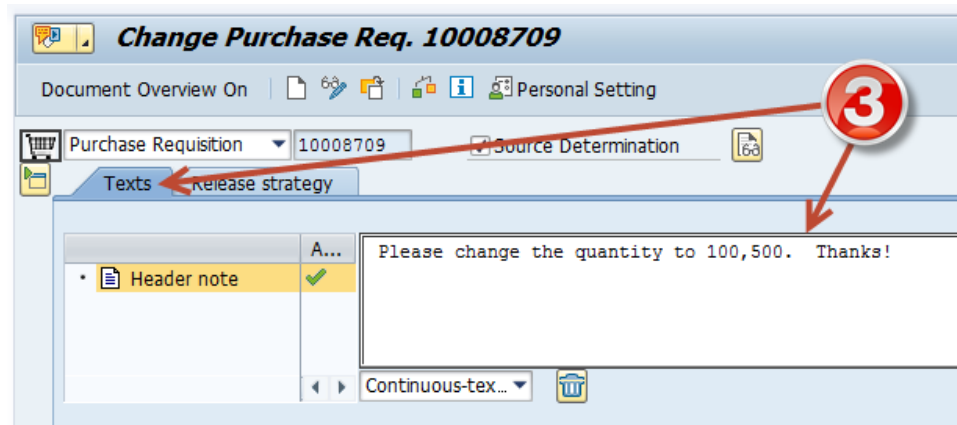 Change Purchase Req. 10008709
Document Overview On Personal Setting
3
Purchase Requisition 10008709 Source Determination
Texts Release strategy
A...
Please change the quantity to 100,500.  Thanks!
Header note
Continuous-tex...